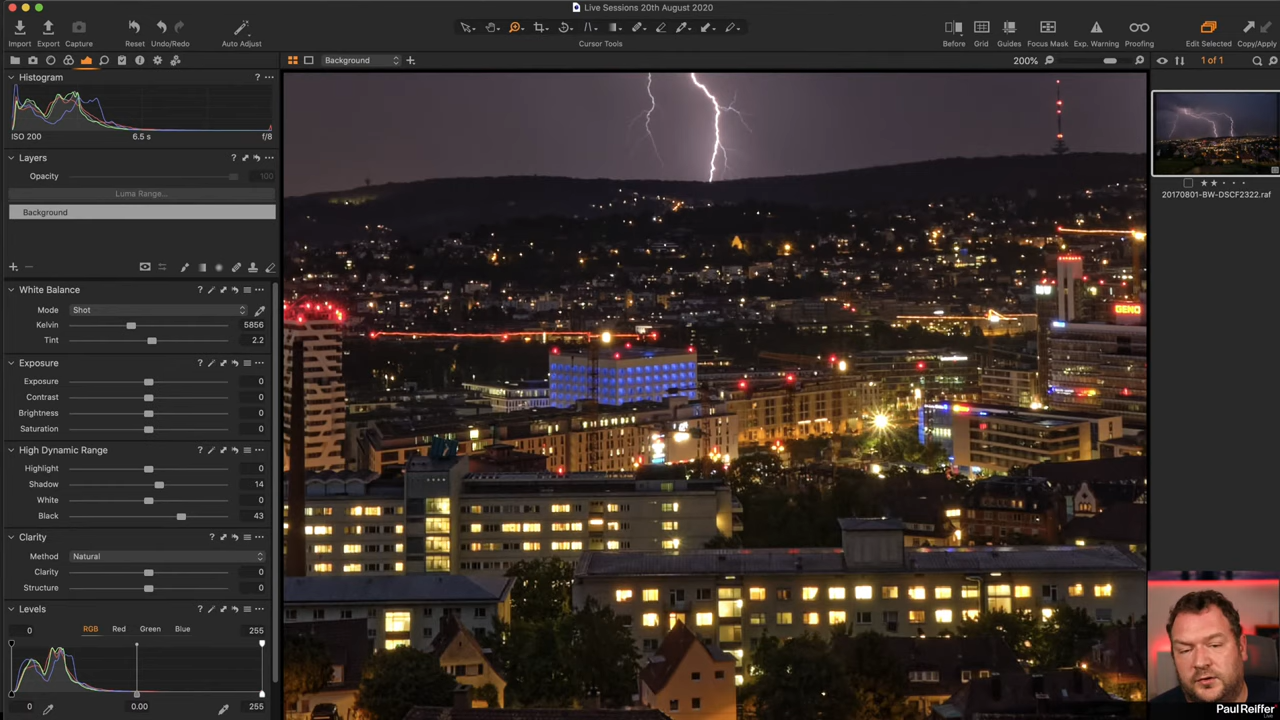 Live Sessions 20th August 2020
Import Export Capture Reset Undo/Redo Auto Adjust Cursor Tools Before Grid Guides Focus Mask Exp. Warning Proofing Edit Selected Copy/Apply
Background 200% 1 of 1
Histogram
ISO 200 6.5 s f/8
Layers
Opacity 100
Luma Range...
Background
20170801-BW-DSCF2322.raf
White Balance
Mode Shot
Kelvin 5856
Tint 2.2
Exposure
Exposure 0
Contrast 0
Brightness 0
Saturation 0
High Dynamic Range
Highlight 0
Shadow 14
White 0
Black 43
Clarity
Method Natural
Clarity 0
Structure 0
Levels
0 RGB Red Green Blue 255
0 0.00 255
GENO
Paul Reiffer
Live